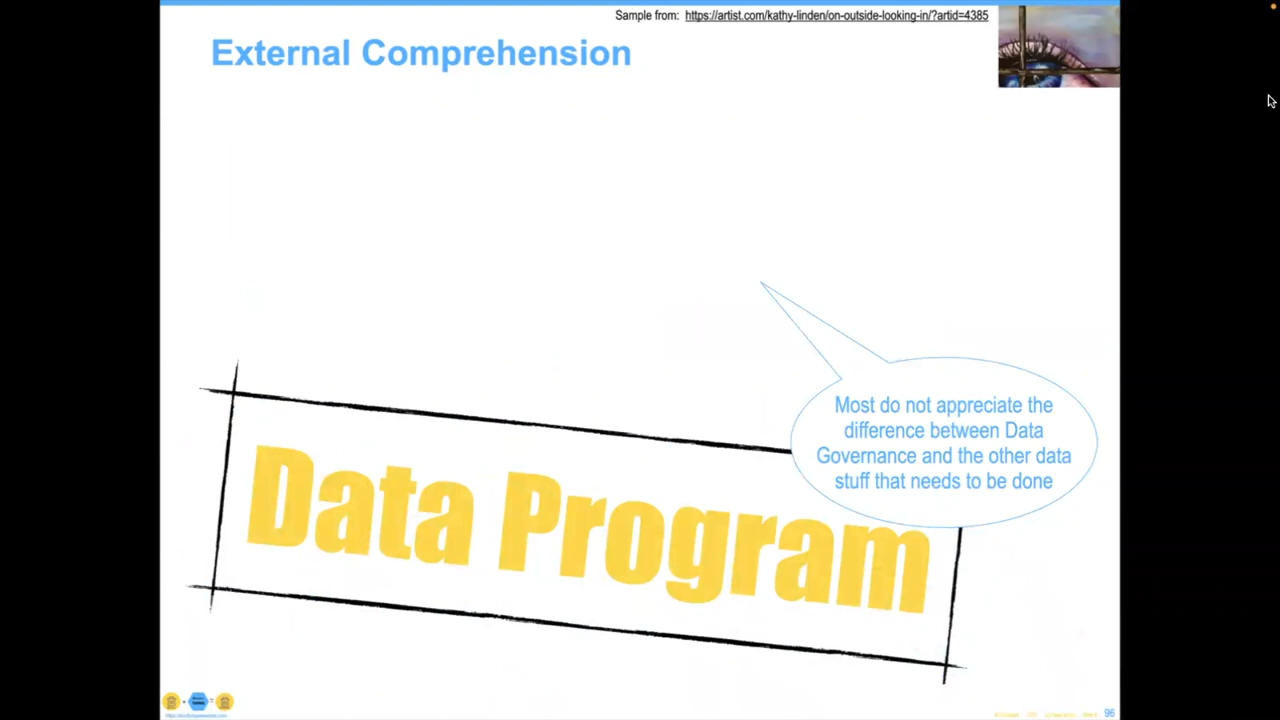 Sample from: https://artist.com/kathy-linden/on-outside-looking-in/?artid=4385
External Comprehension
Most do not appreciate the
difference between Data
Governance and the other data
stuff that needs to be done
Data Program
96